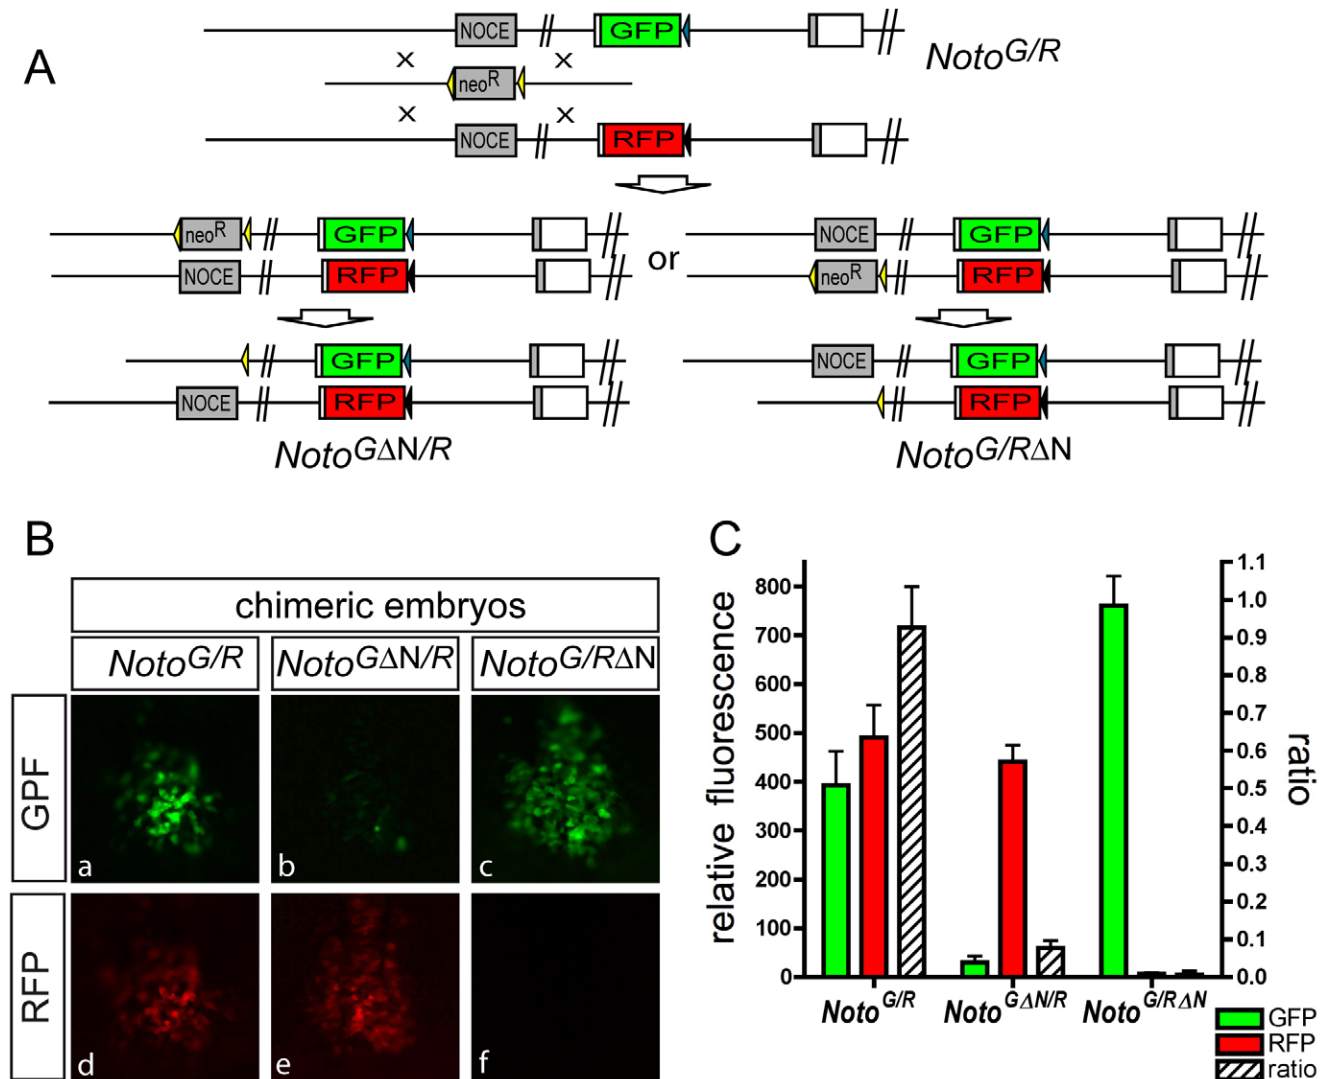 A
NOCE // GFP //
Noto^G/R
neo^R
NOCE // RFP //
neo^R // GFP //
NOCE // RFP //
or
NOCE // GFP //
neo^R // RFP //
// GFP //
NOCE // RFP //
Noto^GΔN/R
NOCE // GFP //
// RFP //
Noto^G/RΔN
B
chimeric embryos
Noto^G/R Noto^GΔN/R Noto^G/RΔN
GPF
a b c
RFP
d e f
C
relative fluorescence
800
700
600
500
400
300
200
100
0
1.1
1.0
0.9
0.8
0.7
0.6
0.5
0.4
0.3
0.2
0.1
0.0
ratio
Noto^G/R Noto^GΔN/R Noto^G/RΔN
GFP
RFP
ratio